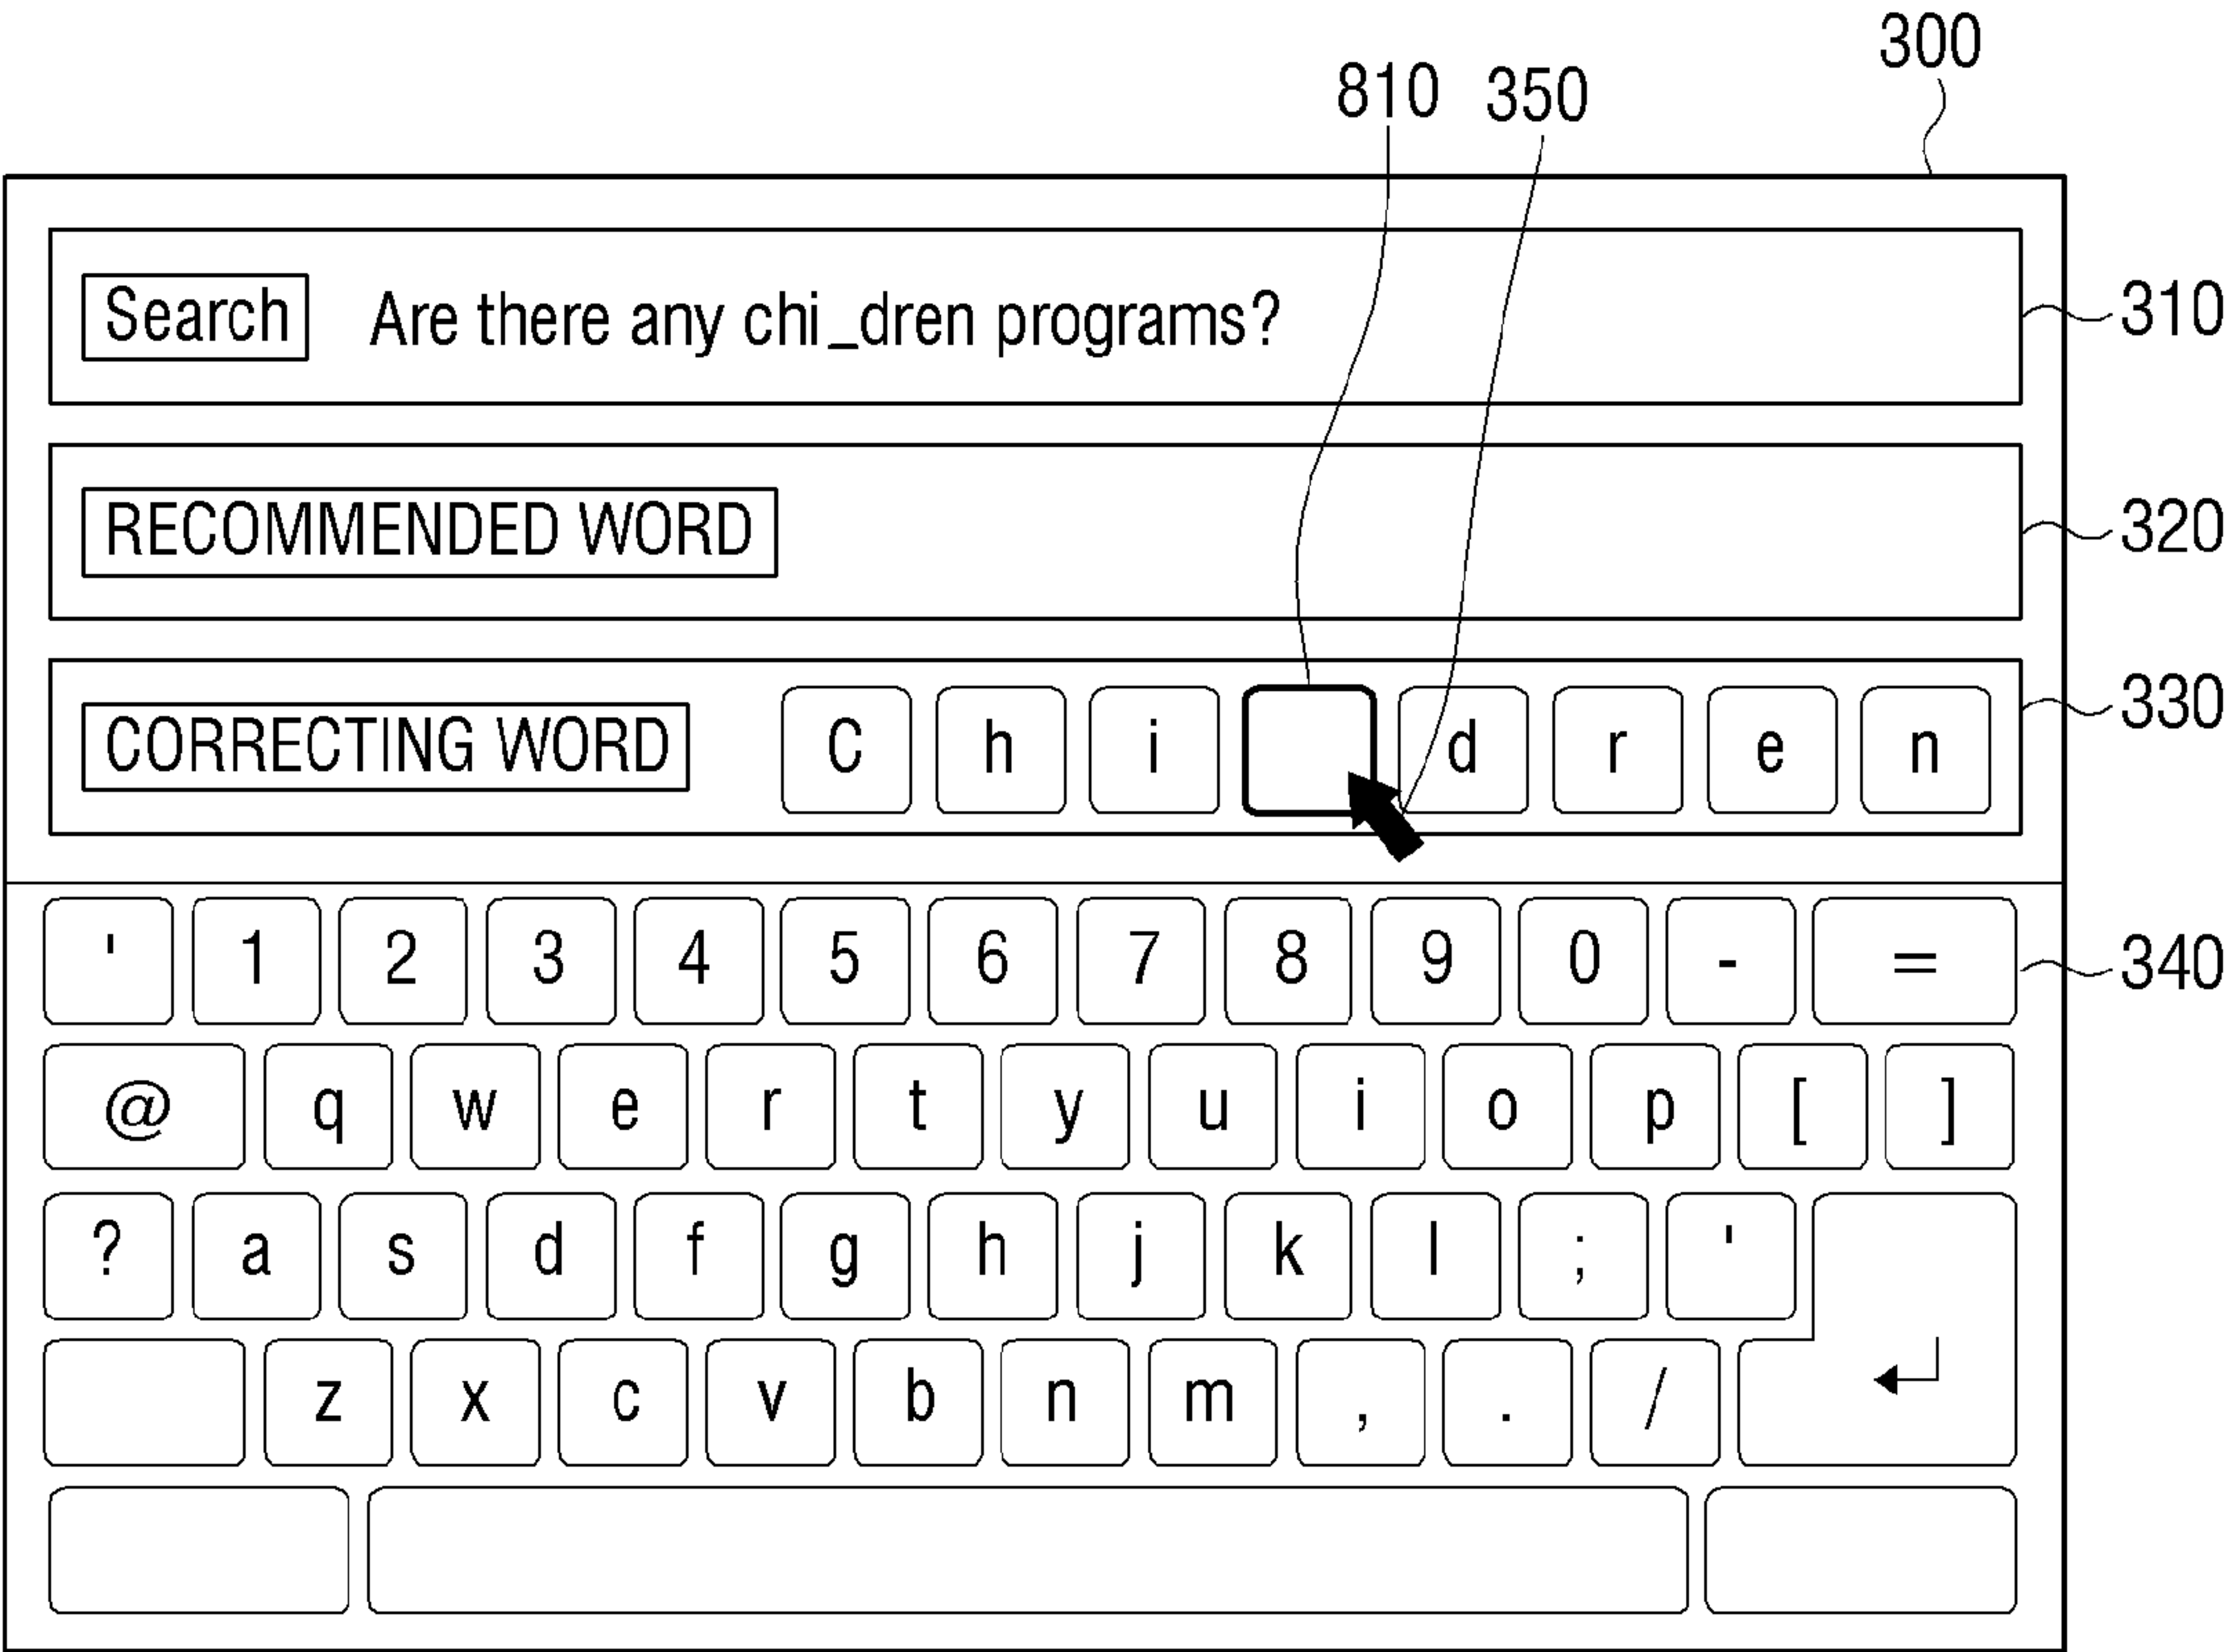 300
810 350
Search Are there any chi_dren programs? 310
RECOMMENDED WORD 320
CORRECTING WORD C h i d r e n 330
' 1 2 3 4 5 6 7 8 9 0 - = 340
@ q w e r t y u i o p [ ]
? a s d f g h j k l ; '
z x c v b n m , . /